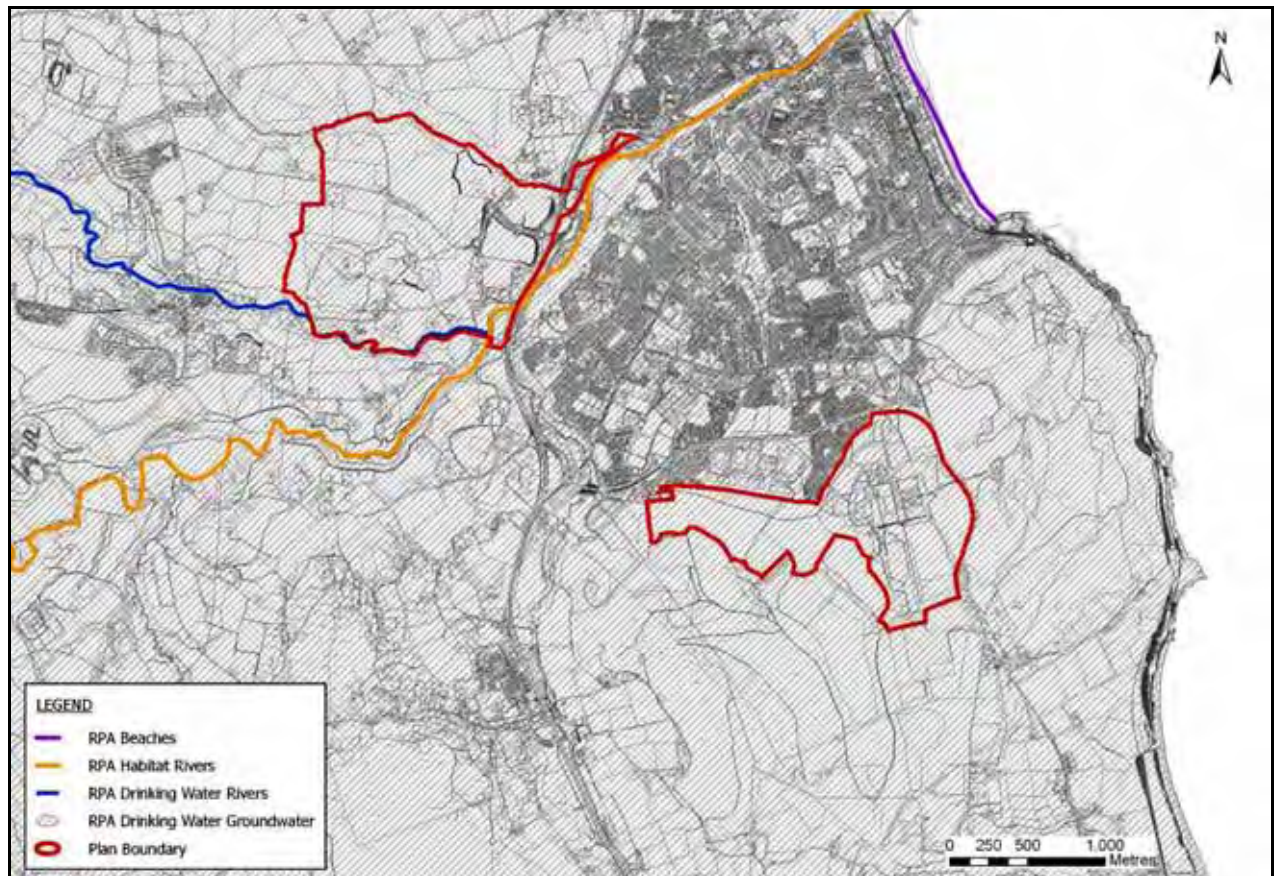 N
LEGEND
RPA Beaches
RPA Habitat Rivers
RPA Drinking Water Rivers
RPA Drinking Water Groundwater
Plan Boundary
0 250 500 1,000
Metres